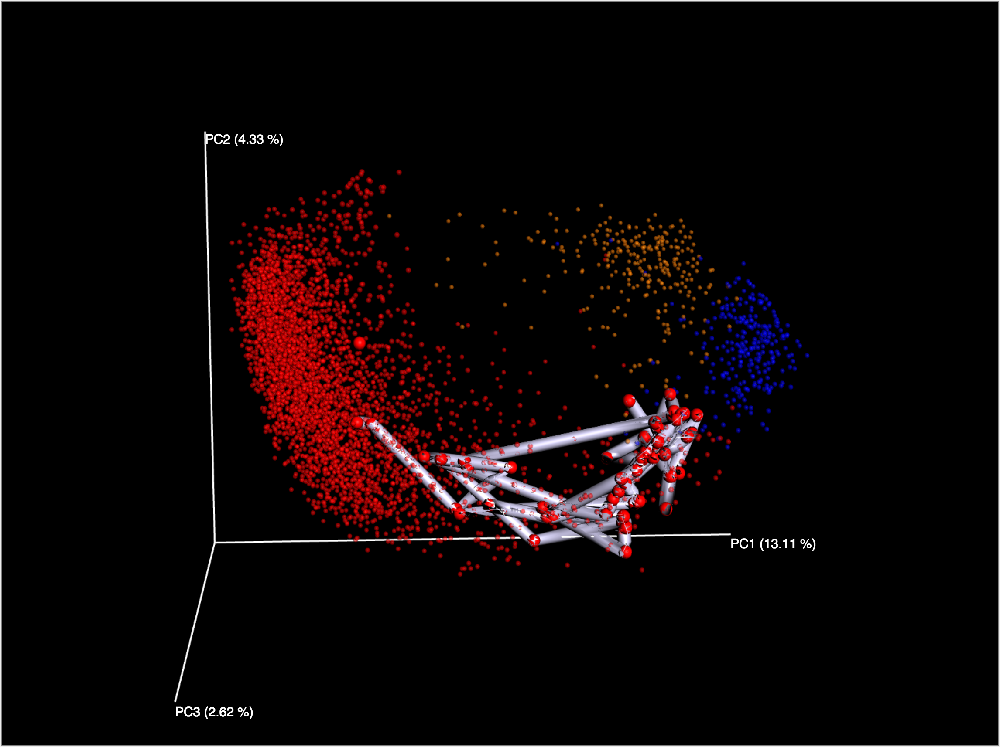 PC2 (4.33 %)
PC1 (13.11 %)
PC3 (2.62 %)